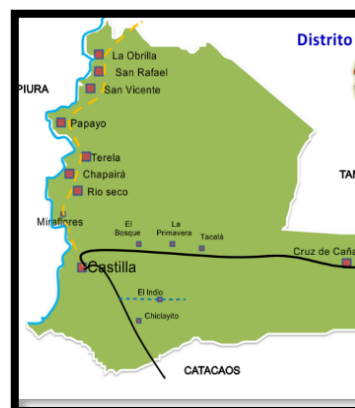 Distrito
La Obrilla
San Rafael
PIURA
San Vicente
Papayo
Terela
Chapairá
TAN
Rio seco
Miraflores
El
Bosque
La
Primavera
Tacalá
Cruz de Caña
Castilla
El Indio
Chiclayito
CATACAOS